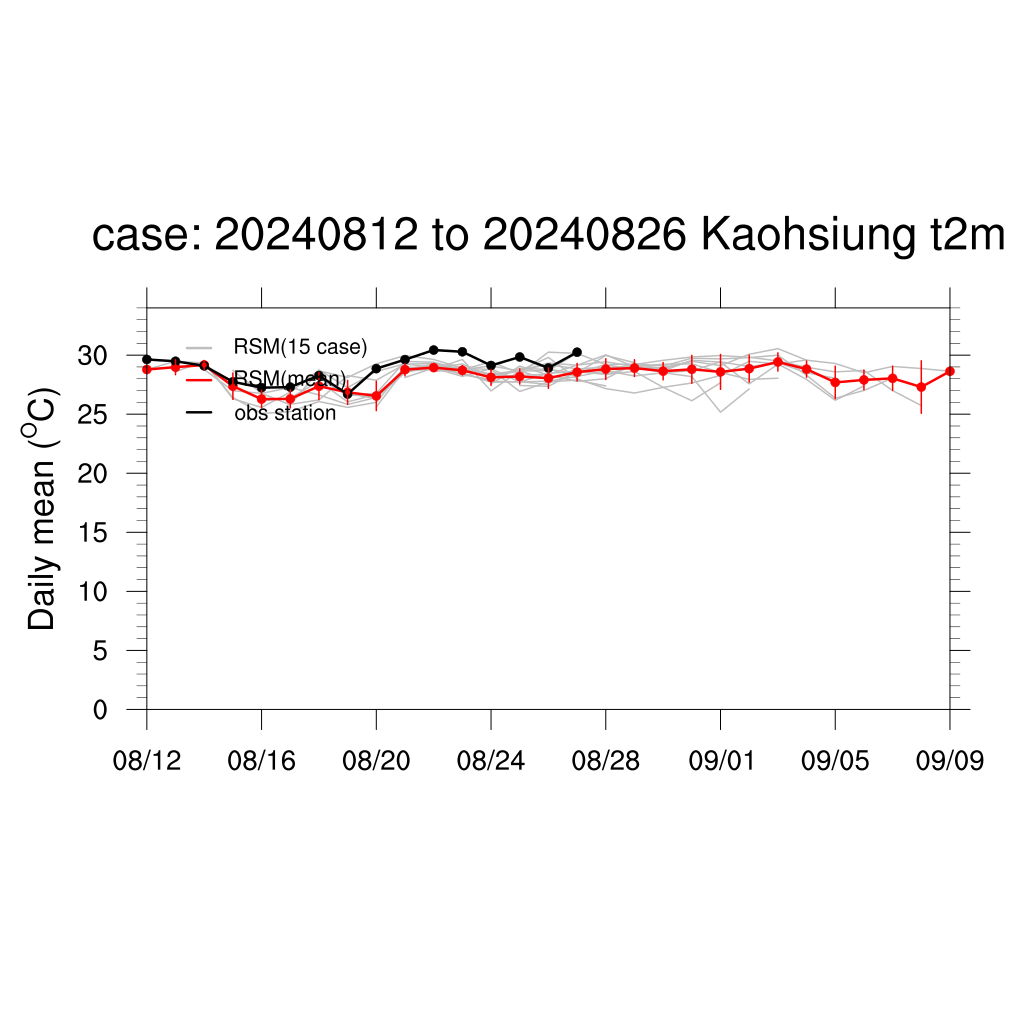 case: 20240812 to 20240826 Kaohsiung t2m
RSM(15 case)
RSM(mean)
obs station
Daily mean (°C)
30
25
20
15
10
5
0
08/12 08/16 08/20 08/24 08/28 09/01 09/05 09/09